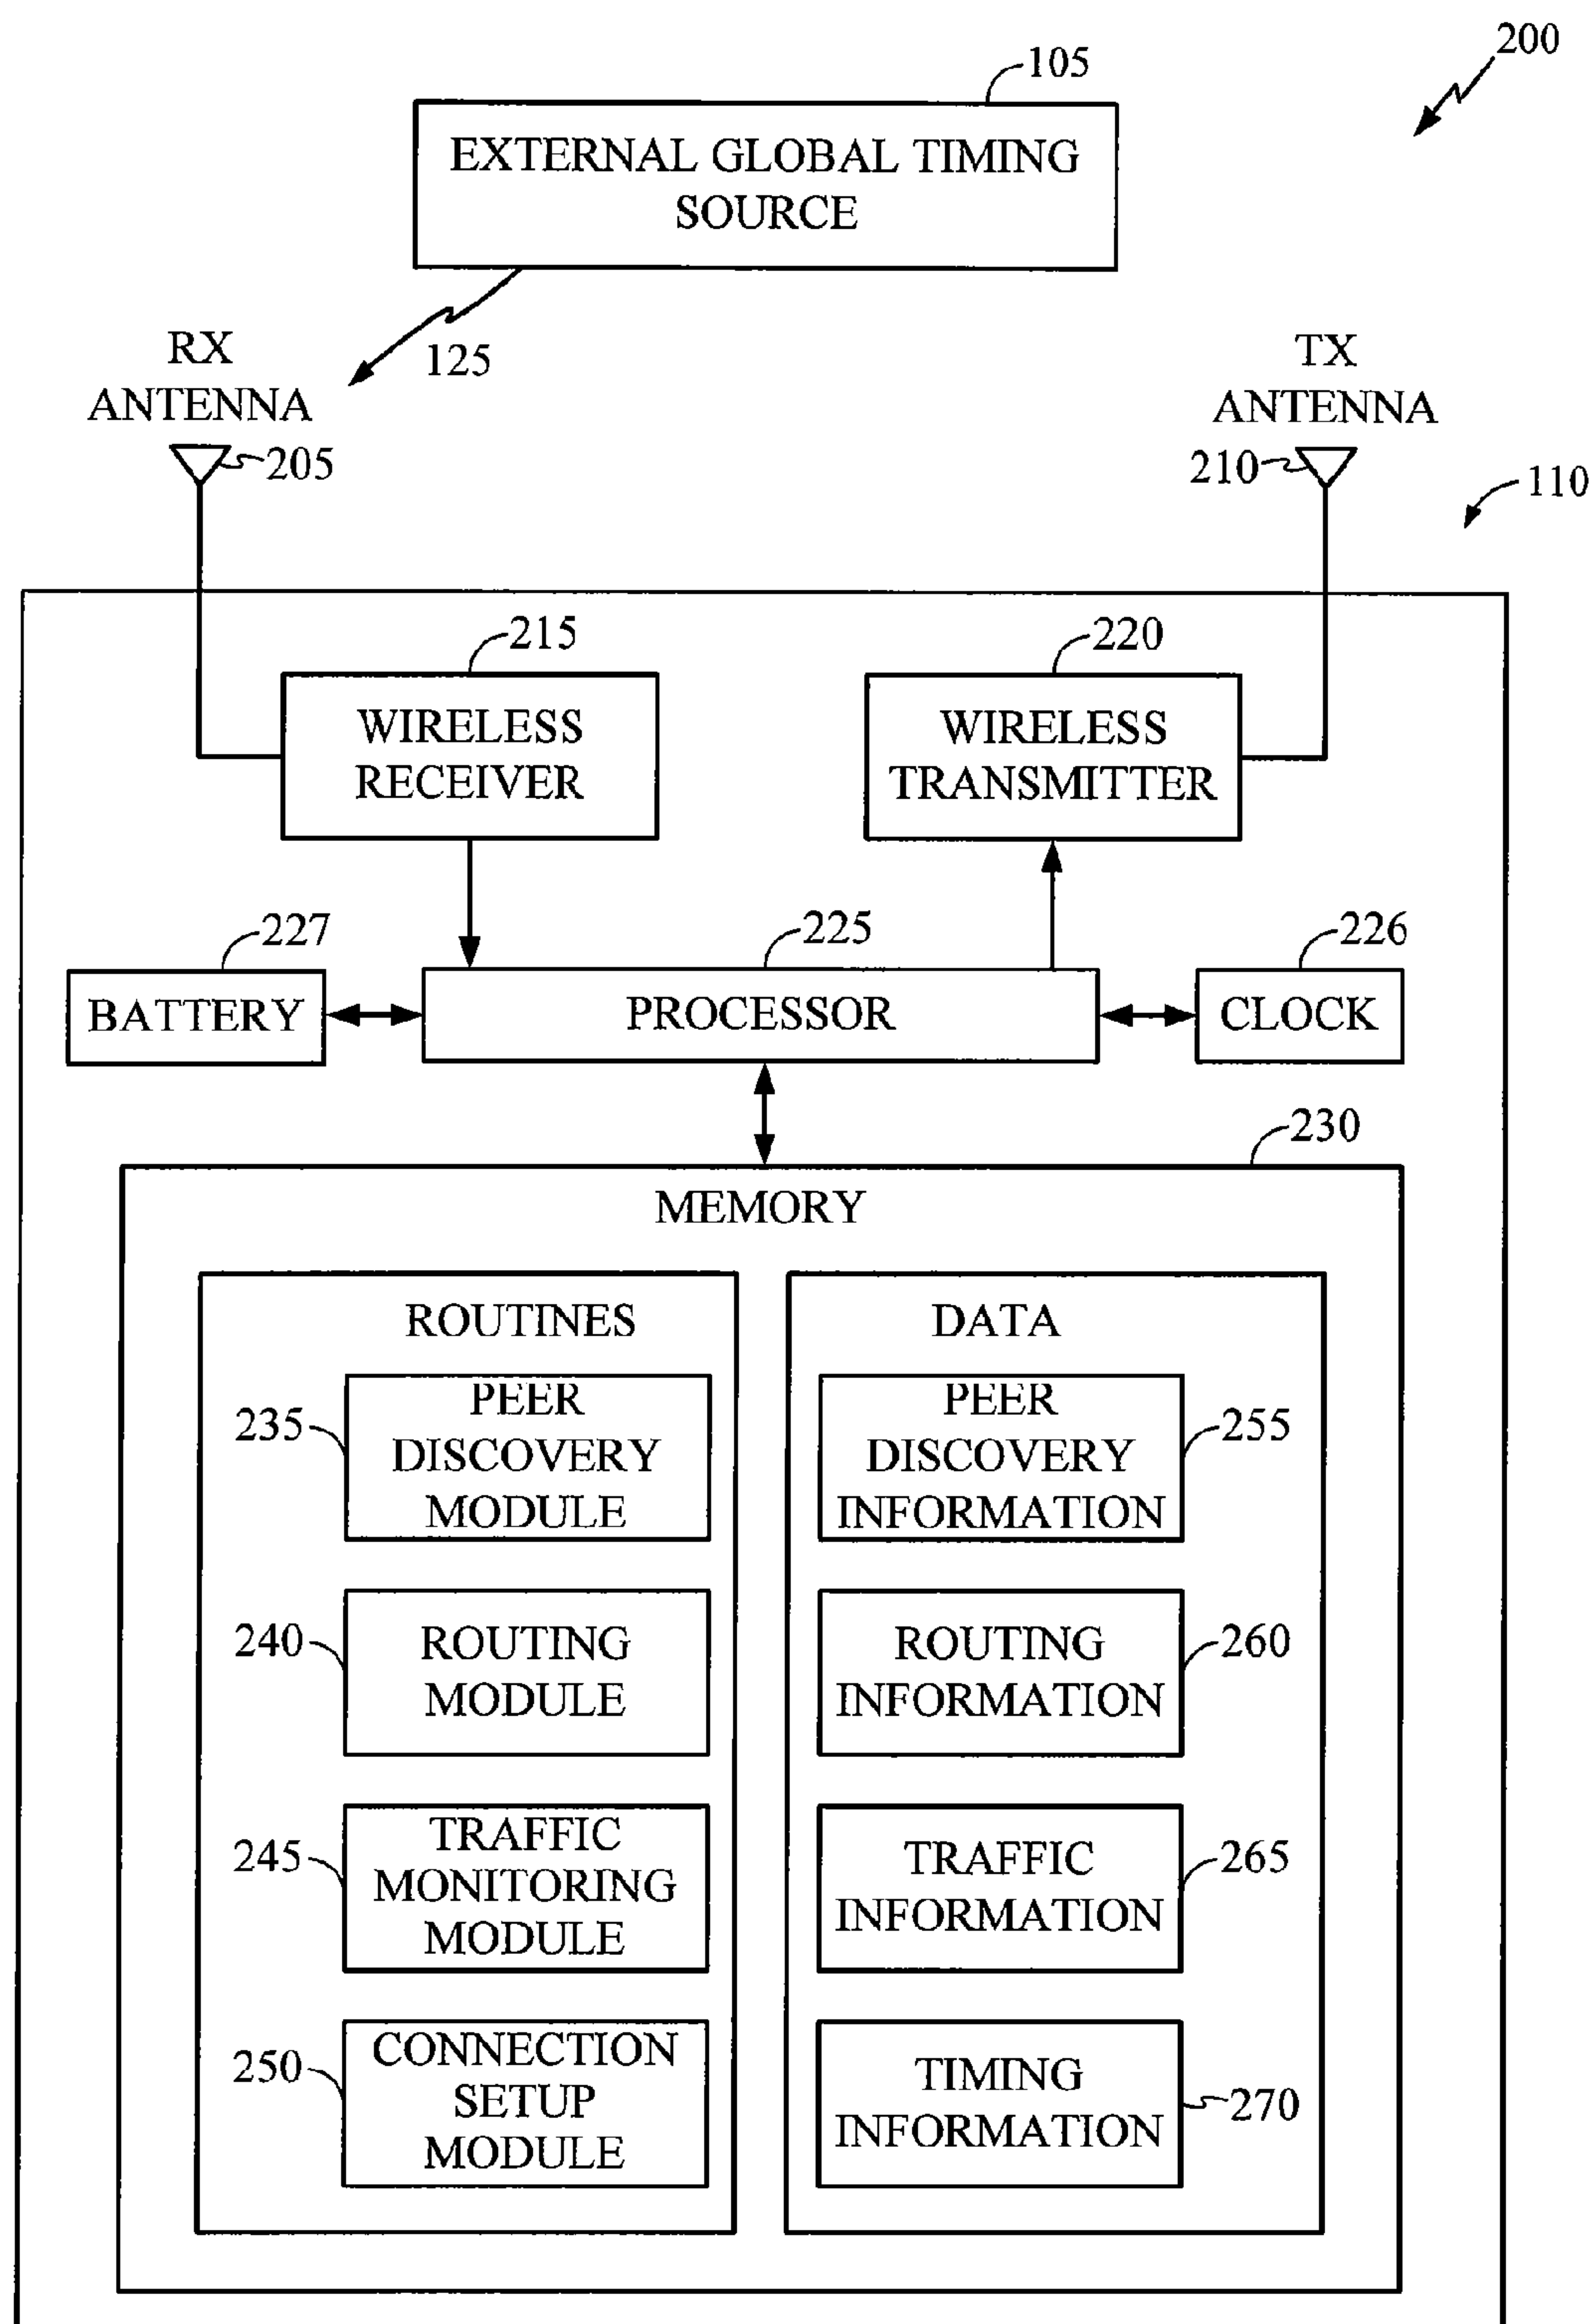 200
105
EXTERNAL GLOBAL TIMING
SOURCE
125
RX
ANTENNA
205
TX
ANTENNA
210
110
215
WIRELESS
RECEIVER
220
WIRELESS
TRANSMITTER
227
BATTERY
225
PROCESSOR
226
CLOCK
230
MEMORY
ROUTINES
235
PEER
DISCOVERY
MODULE
240
ROUTING
MODULE
245
TRAFFIC
MONITORING
MODULE
250
CONNECTION
SETUP
MODULE
DATA
PEER
DISCOVERY
INFORMATION
255
ROUTING
INFORMATION
260
TRAFFIC
INFORMATION
265
TIMING
INFORMATION
270